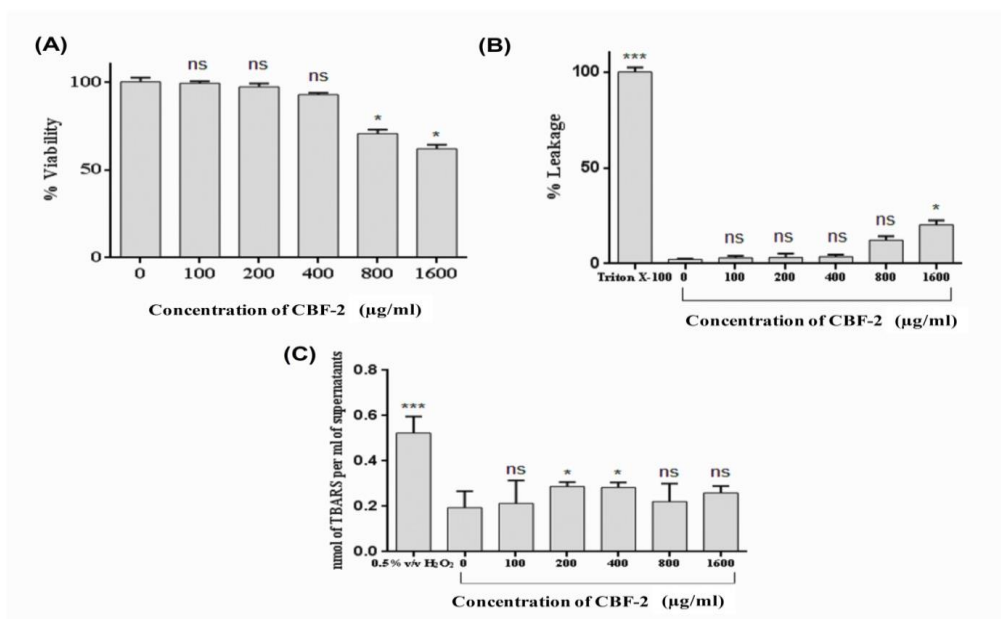 (A)
% Viability
100
50
0
ns
ns
ns
*
*
0 100 200 400 800 1600
Concentration of CBF-2 (µg/ml)
(B)
% Leakage
100
50
0
***
ns
ns
ns
ns
*
Triton X-100 0 100 200 400 800 1600
Concentration of CBF-2 (µg/ml)
(C)
nmol of TBARS per ml of supernatants
0.8
0.6
0.4
0.2
0.0
***
ns
*
*
ns
ns
0.5% v/v H₂O₂ 0 100 200 400 800 1600
Concentration of CBF-2 (µg/ml)